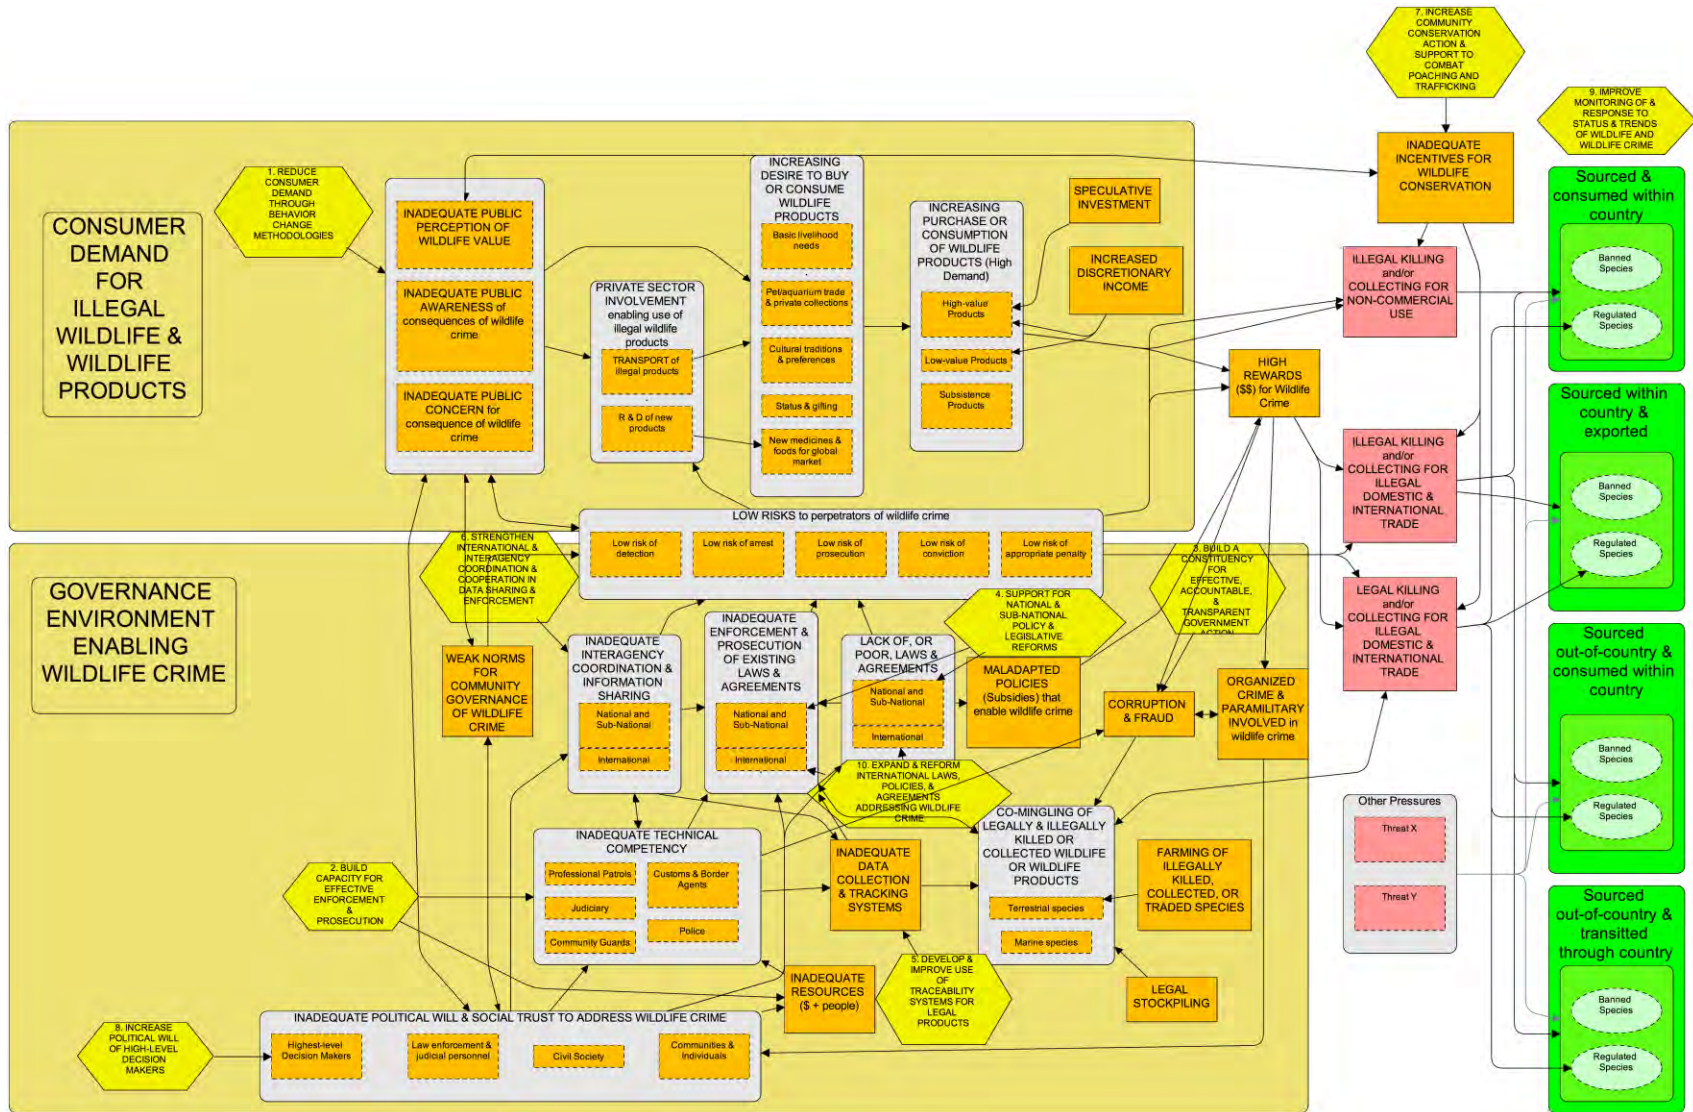 7. INCREASE
COMMUNITY
CONSERVATION
ACTION &
SUPPORT TO
COMBAT
POACHING AND
TRAFFICKING
9. IMPROVE
MONITORING OF &
RESPONSE TO
STATUS & TRENDS
OF WILDLIFE AND
WILDLIFE CRIME
CONSUMER
DEMAND
FOR
ILLEGAL
WILDLIFE &
WILDLIFE
PRODUCTS
1. REDUCE
CONSUMER
DEMAND
THROUGH
BEHAVIOR
CHANGE
METHODOLOGIES
INADEQUATE PUBLIC
PERCEPTION OF
WILDLIFE VALUE
INADEQUATE PUBLIC
AWARENESS of
consequences of wildlife
crime
INADEQUATE PUBLIC
CONCERN for
consequence of wildlife
crime
PRIVATE SECTOR
INVOLVEMENT
enabling use of
illegal wildlife
products
TRANSPORT of
illegal products
R & D of new
products
INCREASING
DESIRE TO BUY
OR CONSUME
WILDLIFE
PRODUCTS
Basic livelihood
needs
Pet/aquarium trade
& private collections
Cultural traditions
& preferences
Status & gifting
New medicines &
foods for global
market
INCREASING
PURCHASE OR
CONSUMPTION
OF WILDLIFE
PRODUCTS (High
Demand)
High-value
Products
Low-value Products
Subsistence
Products
SPECULATIVE
INVESTMENT
INCREASED
DISCRETIONARY
INCOME
INADEQUATE
INCENTIVES FOR
WILDLIFE
CONSERVATION
ILLEGAL KILLING
and/or
COLLECTING FOR
NON-COMMERCIAL
USE
HIGH
REWARDS
($$) for Wildlife
Crime
ILLEGAL KILLING
and/or
COLLECTING FOR
ILLEGAL
DOMESTIC &
INTERNATIONAL
TRADE
LEGAL KILLING
and/or
COLLECTING FOR
ILLEGAL
DOMESTIC &
INTERNATIONAL
TRADE
Sourced &
consumed within
country
Banned
Species
Regulated
Species
Sourced within
country &
exported
Banned
Species
Regulated
Species
Sourced
out-of-country &
consumed within
country
Banned
Species
Regulated
Species
Sourced
out-of-country &
transitted
through country
Banned
Species
Regulated
Species
Other Pressures
Threat X
Threat Y
LOW RISKS to perpetrators of wildlife crime
Low risk of
detection
Low risk of arrest
Low risk of
prosecution
Low risk of
conviction
Low risk of
appropriate penalty
GOVERNANCE
ENVIRONMENT
ENABLING
WILDLIFE CRIME
6. STRENGTHEN
INTERNATIONAL &
INTERAGENCY
COORDINATION &
COOPERATION IN
DATA SHARING &
ENFORCEMENT
WEAK NORMS
FOR
COMMUNITY
GOVERNANCE
OF WILDLIFE
CRIME
INADEQUATE
INTERAGENCY
COORDINATION &
INFORMATION
SHARING
National and
Sub-National
International
INADEQUATE
ENFORCEMENT &
PROSECUTION
OF EXISTING
LAWS &
AGREEMENTS
National and
Sub-National
International
LACK OF, OR
POOR, LAWS &
AGREEMENTS
National and
Sub-National
International
4. SUPPORT FOR
NATIONAL &
SUB-NATIONAL
POLICY &
LEGISLATIVE
REFORMS
3. BUILD A
CONSTITUENCY
FOR
EFFECTIVE,
ACCOUNTABLE,
&
TRANSPARENT
GOVERNMENT
ACTION
MALADAPTED
POLICIES
(Subsidies) that
enable wildlife crime
CORRUPTION
& FRAUD
ORGANIZED
CRIME &
PARAMILITARY
INVOLVED in
wildlife crime
10. EXPAND & REFORM
INTERNATIONAL LAWS,
POLICIES, &
AGREEMENTS
ADDRESSING WILDLIFE
CRIME
2. BUILD
CAPACITY FOR
EFFECTIVE
ENFORCEMENT
&
PROSECUTION
INADEQUATE TECHNICAL
COMPETENCY
Professional Patrols
Judiciary
Community Guards
Customs & Border
Agents
Police
INADEQUATE
DATA
COLLECTION
& TRACKING
SYSTEMS
CO-MINGLING OF
LEGALLY & ILLEGALLY
KILLED OR
COLLECTED WILDLIFE
OR WILDLIFE
PRODUCTS
Terrestrial species
Marine species
FARMING OF
ILLEGALLY
KILLED,
COLLECTED, OR
TRADED SPECIES
LEGAL
STOCKPILING
INADEQUATE
RESOURCES
($ + people)
5. DEVELOP &
IMPROVE USE OF
TRACEABILITY
SYSTEMS FOR
LEGAL
PRODUCTS
8. INCREASE
POLITICAL WILL
OF HIGH-LEVEL
DECISION
MAKERS
INADEQUATE POLITICAL WILL & SOCIAL TRUST TO ADDRESS WILDLIFE CRIME
Highest-level
Decision Makers
Law enforcement &
judicial personnel
Civil Society
Communities &
Individuals